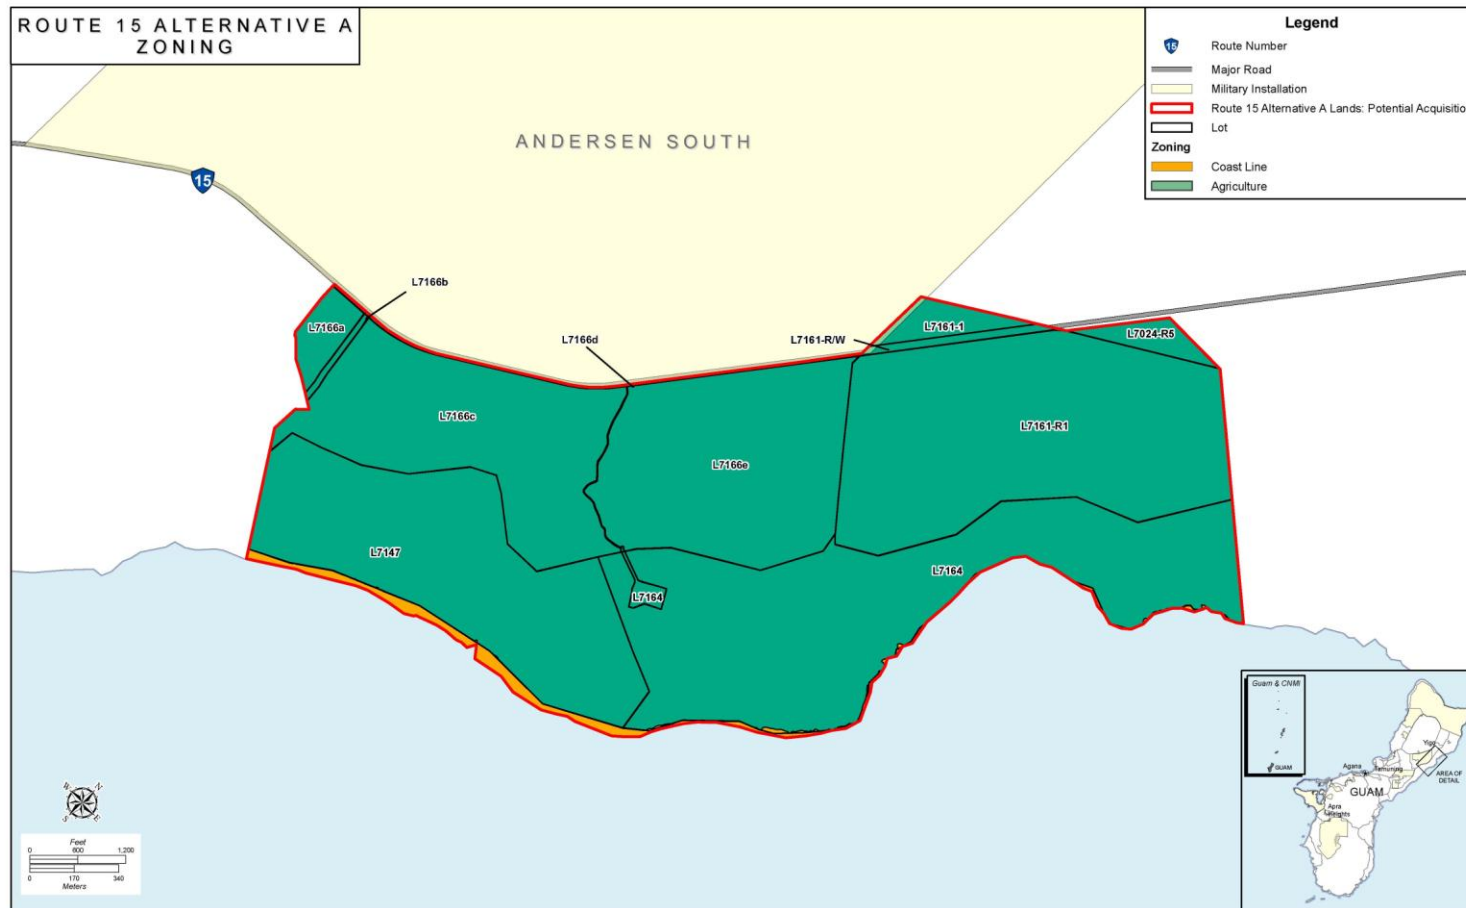 ROUTE 15 ALTERNATIVE A
ZONING
Legend
15
Route Number
Major Road
Military Installation
Route 15 Alternative A Lands: Potential Acquisitio
Lot
Zoning
Coast Line
Agriculture
ANDERSEN SOUTH
15
L7166b
L7166a
L7166d
L7161-R/W
L7161-1
L7024-R5
L7166c
L7161-R1
L7166e
L7147
L7164
L7164
W N
S E
Feet
0 600 1,200
0 170 340
Meters
Guam & CNMI
GUAM
Yigo
Agana
Tamuning
AREA OF
DETAIL
GUAM
Apra
Heights